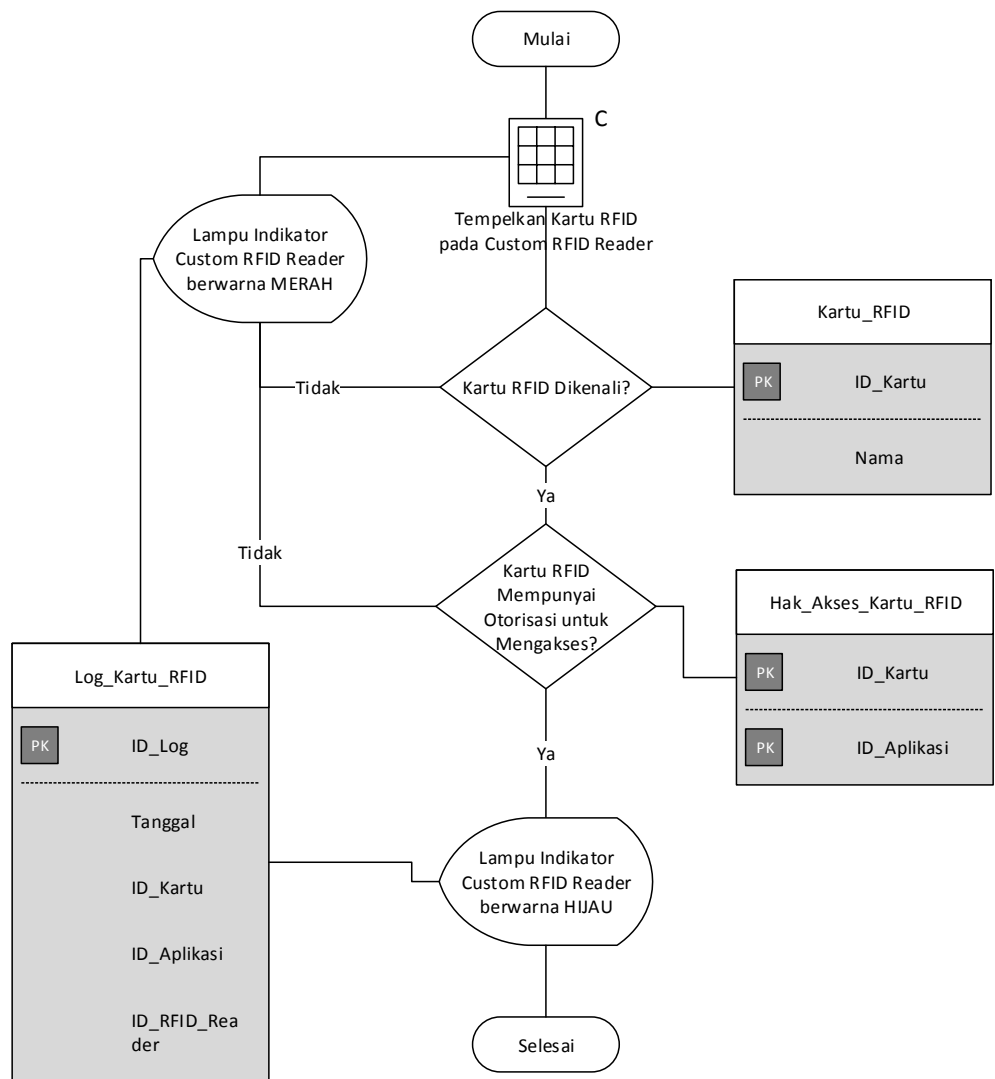 Mulai
C
Tempelkan Kartu RFID
pada Custom RFID Reader
Lampu Indikator
Custom RFID Reader
berwarna MERAH
Kartu RFID Dikenali?
Tidak
Kartu_RFID
PK
ID_Kartu
Nama
Ya
Tidak
Kartu RFID
Mempunyai
Otorisasi untuk
Mengakses?
Hak_Akses_Kartu_RFID
PK
ID_Kartu
PK
ID_Aplikasi
Log_Kartu_RFID
PK
ID_Log
Tanggal
ID_Kartu
ID_Aplikasi
ID_RFID_Rea
der
Ya
Lampu Indikator
Custom RFID Reader
berwarna HIJAU
Selesai